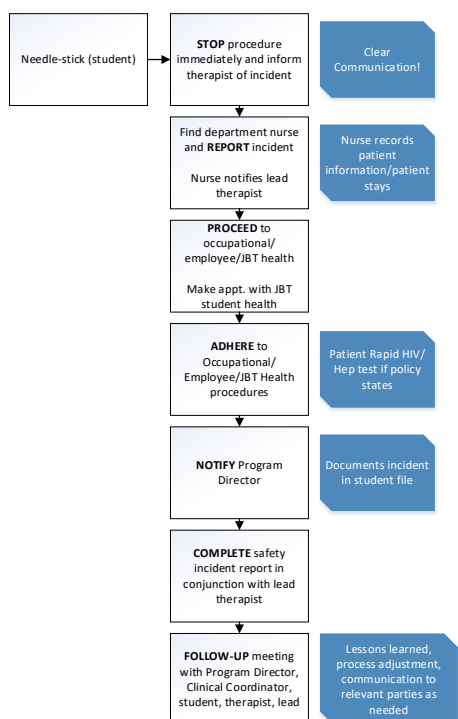 Needle-stick (student)
STOP procedure
immediately and inform
therapist of incident
Clear
Communication!
Find department nurse
and REPORT incident
Nurse notifies lead
therapist
Nurse records
patient
information/patient
stays
PROCEED to
occupational/
employee/JBT health
Make appt. with JBT
student health
ADHERE to
Occupational/
Employee/JBT Health
procedures
Patient Rapid HIV/
Hep test if policy
states
NOTIFY Program
Director
Documents incident
in student file
COMPLETE safety
incident report in
conjunction with lead
therapist
FOLLOW-UP meeting
with Program Director,
Clinical Coordinator,
student, therapist, lead
Lessons learned,
process adjustment,
communication to
relevant parties as
needed